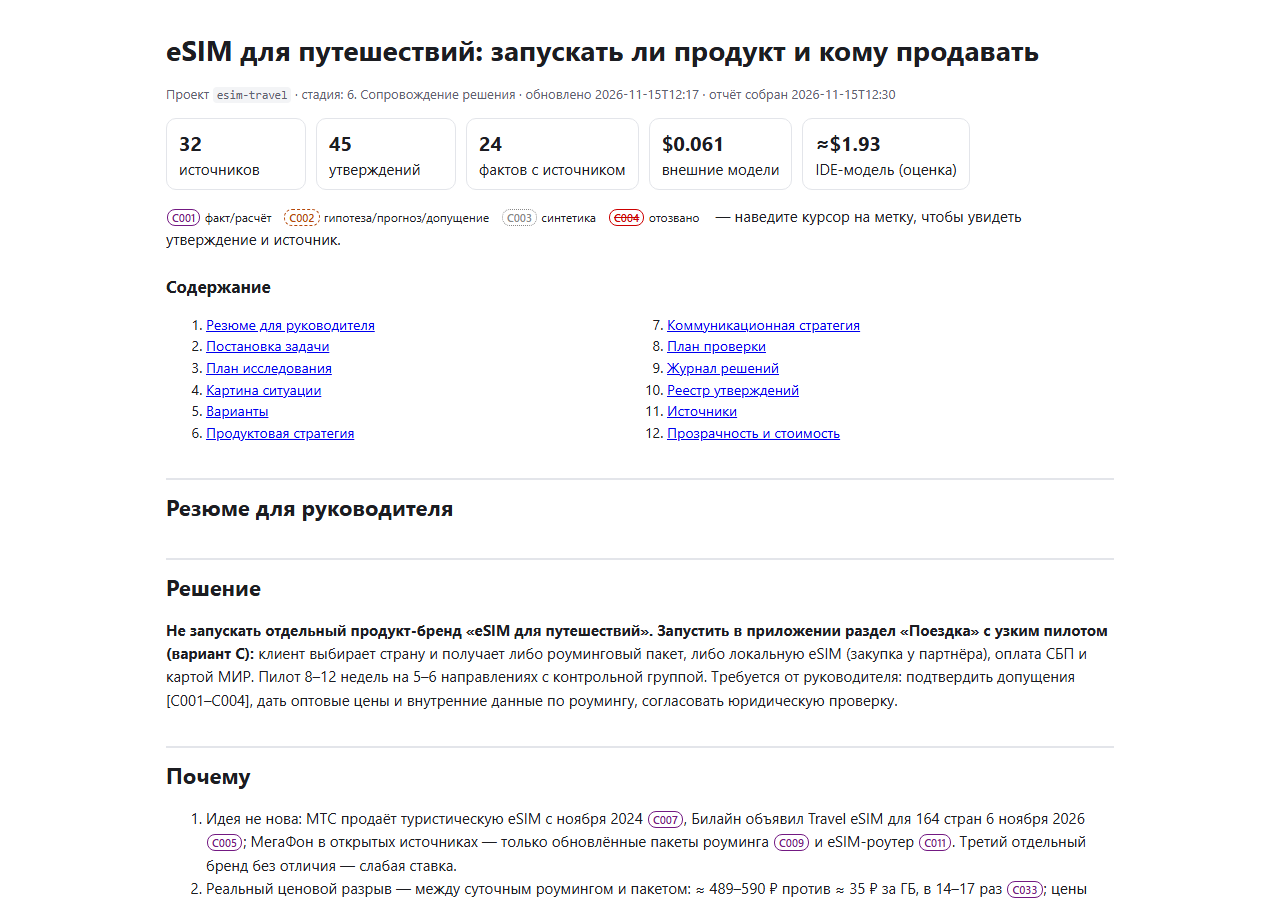 eSIM для путешествий: запускать ли продукт и кому продавать
Проект esim-travel · стадия: 6. Сопровождение решения · обновлено 2026-11-15T12:17 · отчёт собран 2026-11-15T12:30
32
источников
45
утверждений
24
фактов с источником
$0.061
внешние модели
≈$1.93
IDE-модель (оценка)
C001 факт/расчёт C002 гипотеза/прогноз/допущение C003 синтетика C004 отозвано — наведите курсор на метку, чтобы увидеть
утверждение и источник.
Содержание
1. Резюме для руководителя
2. Постановка задачи
3. План исследования
4. Картина ситуации
5. Варианты
6. Продуктовая стратегия
7. Коммуникационная стратегия
8. План проверки
9. Журнал решений
10. Реестр утверждений
11. Источники
12. Прозрачность и стоимость
Резюме для руководителя
Решение
Не запускать отдельный продукт-бренд «eSIM для путешествий». Запустить в приложении раздел «Поездка» с узким пилотом
(вариант C): клиент выбирает страну и получает либо роуминговый пакет, либо локальную eSIM (закупка у партнёра), оплата СБП и
картой МИР. Пилот 8–12 недель на 5–6 направлениях с контрольной группой. Требуется от руководителя: подтвердить допущения
[C001–C004], дать оптовые цены и внутренние данные по роумингу, согласовать юридическую проверку.
Почему
1. Идея не нова: МТС продаёт туристическую eSIM с ноября 2024 C007, Билайн объявил Travel eSIM для 164 стран 6 ноября 2026
C005; МегаФон в открытых источниках — только обновлённые пакеты роуминга C009 и eSIM-роутер C011. Третий отдельный
бренд без отличия — слабая ставка.
2. Реальный ценовой разрыв — между суточным роумингом и пакетом: ≈ 489–590 ₽ против ≈ 35 ₽ за ГБ, в 14–17 раз C033; цены